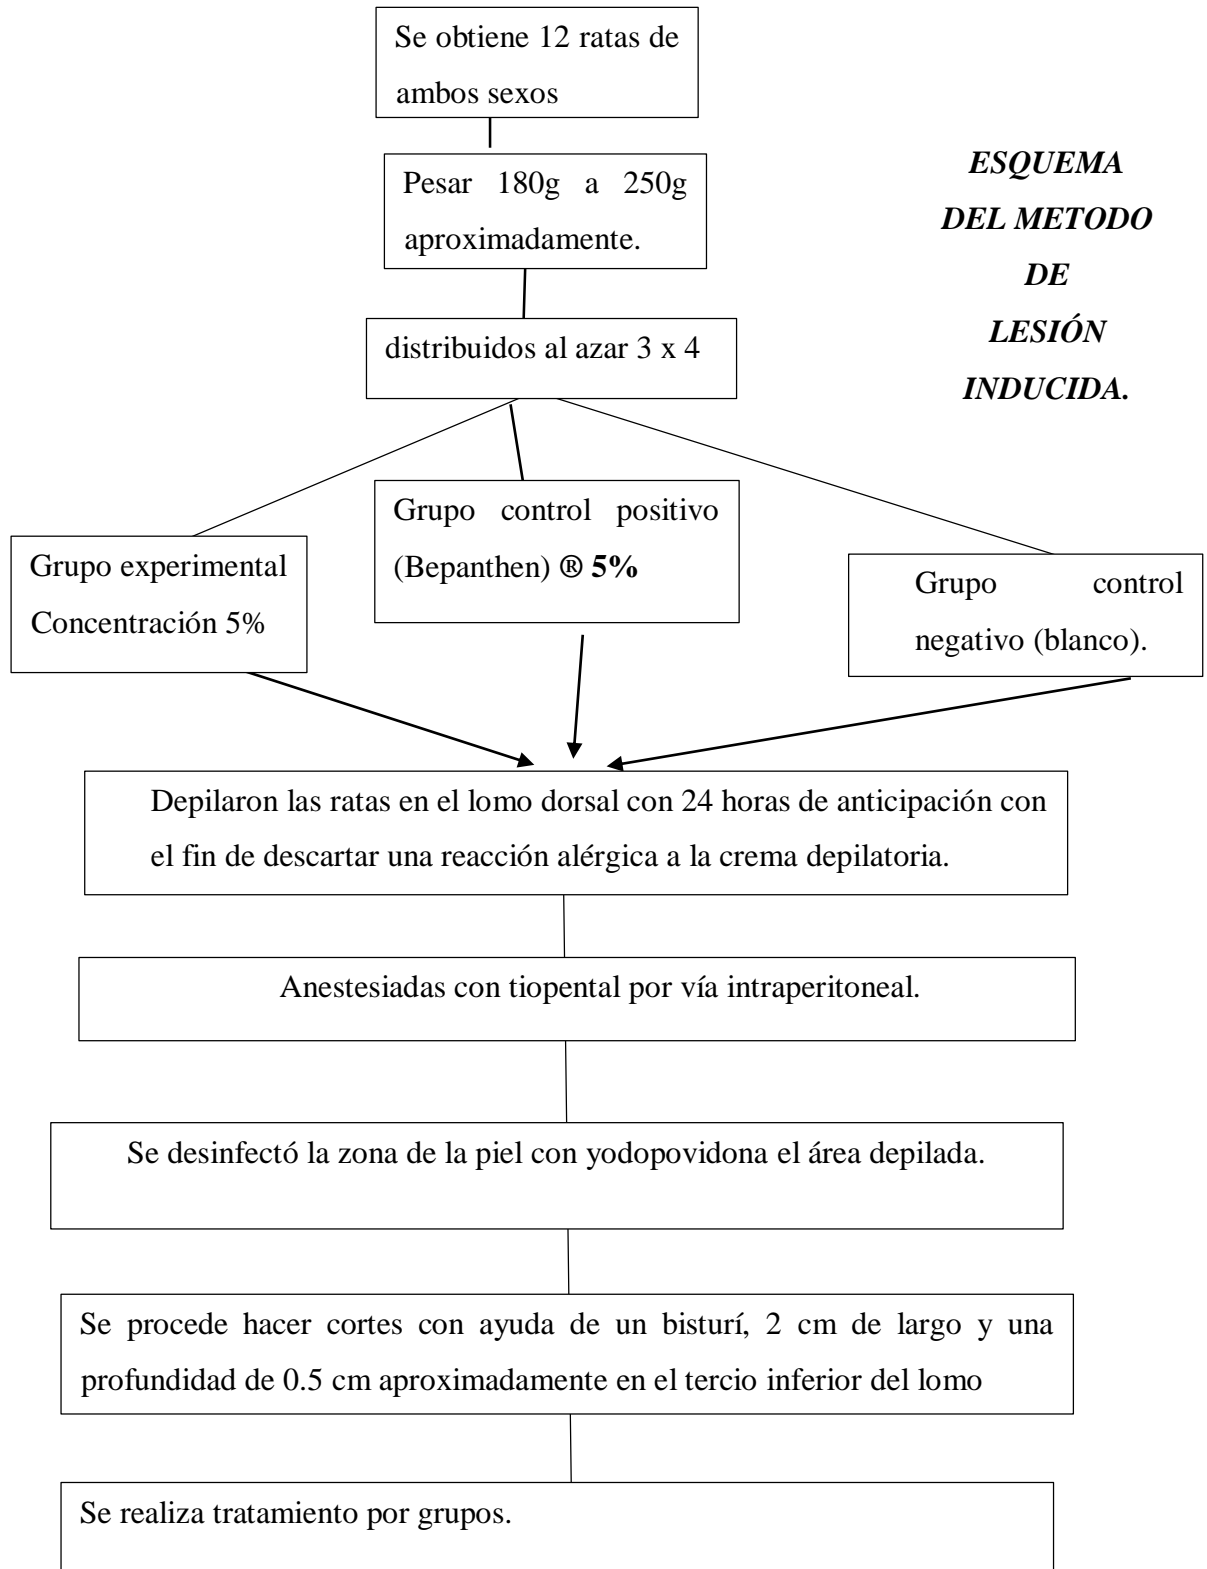 Se obtiene 12 ratas de
ambos sexos
Pesar 180g a 250g
aproximadamente.
ESQUEMA
DEL METODO
DE
LESIÓN
INDUCIDA.
distribuidos al azar 3 x 4
Grupo experimental
Concentración 5%
Grupo control positivo
(Bepanthen) ® 5%
Grupo control
negativo (blanco).
Depilaron las ratas en el lomo dorsal con 24 horas de anticipación con
el fin de descartar una reacción alérgica a la crema depilatoria.
Anestesiadas con tiopental por vía intraperitoneal.
Se desinfectó la zona de la piel con yodopovidona el área depilada.
Se procede hacer cortes con ayuda de un bisturí, 2 cm de largo y una
profundidad de 0.5 cm aproximadamente en el tercio inferior del lomo
Se realiza tratamiento por grupos.